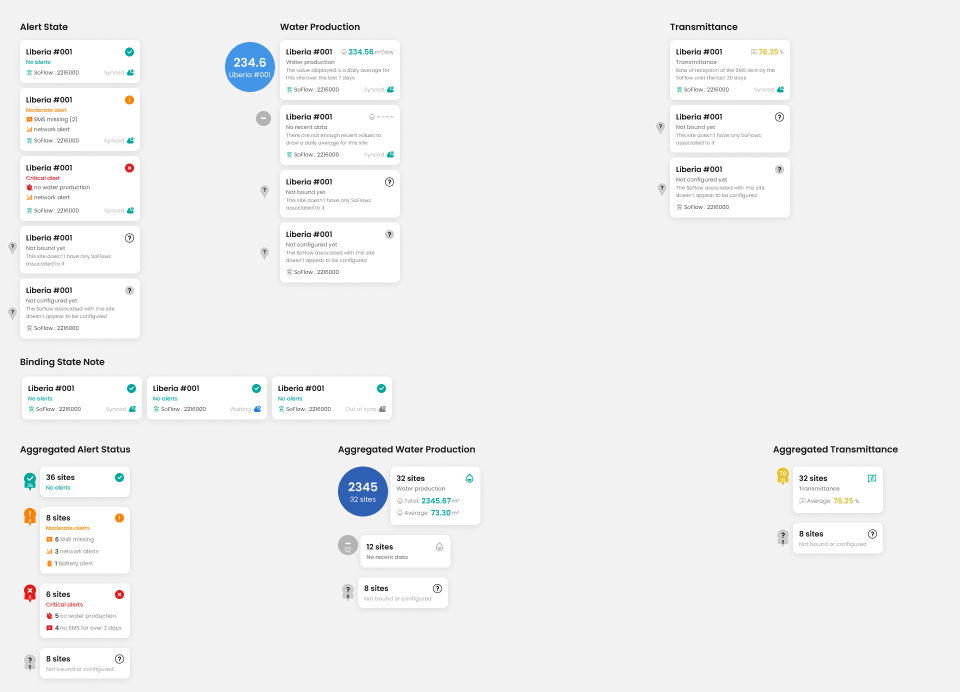 Alert State
Liberia #001
No alerts
SoFlow : 2216000
Synced
Liberia #001
Moderate alert
SMS missing (2)
network alert
SoFlow : 2216000
Synced
Liberia #001
Critical alert
no water production
network alert
SoFlow : 2216000
Synced
Liberia #001
Not bound yet
This site doesn't have any SoFlows
associated to it
Liberia #001
Not configured yet
The SoFlow associated with this site
doesn't appear to be configured
SoFlow : 2216000
Water Production
234.6
Liberia #001
Liberia #001
234.56 m³/day
Water production
The value displayed is a daily average for
this site over the last 7 days
SoFlow : 2216000
Synced
Liberia #001
----
No recent data
There are not enough recent values to
draw a daily average for this site
SoFlow : 2216000
Synced
Liberia #001
Not bound yet
This site doesn't have any SoFlows
associated to it
Liberia #001
Not configured yet
The SoFlow associated with this site
doesn't appear to be configured
SoFlow : 2216000
Transmittance
Liberia #001
78.25 %
Transmittance
Rate of reception of the SMS sent by the
SoFlow over the last 30 days
SoFlow : 2216000
Synced
Liberia #001
Not bound yet
This site doesn't have any SoFlows
associated to it
Liberia #001
Not configured yet
The SoFlow associated with this site
doesn't appear to be configured
SoFlow : 2216000
Binding State Note
Liberia #001
No alerts
SoFlow : 2216000
Synced
Liberia #001
No alerts
SoFlow : 2216000
Waiting
Liberia #001
No alerts
SoFlow : 2216000
Out of sync
Aggregated Alert Status
36
36 sites
No alerts
8
8 sites
Moderate alerts
6 SMS missing
3 network alerts
1 battery alert
6
6 sites
Critical alerts
5 no water production
4 no SMS for over 3 days
8
8 sites
Not bound or configured
Aggregated Water Production
2345
32 sites
32 sites
Water production
Total: 2345.67 m³
Average: 73.30 m³
12
12 sites
No recent data
8
8 sites
Not bound or configured
Aggregated Transmittance
78
32 sites
Transmittance
Average: 78.25 %
8
8 sites
Not bound or configured